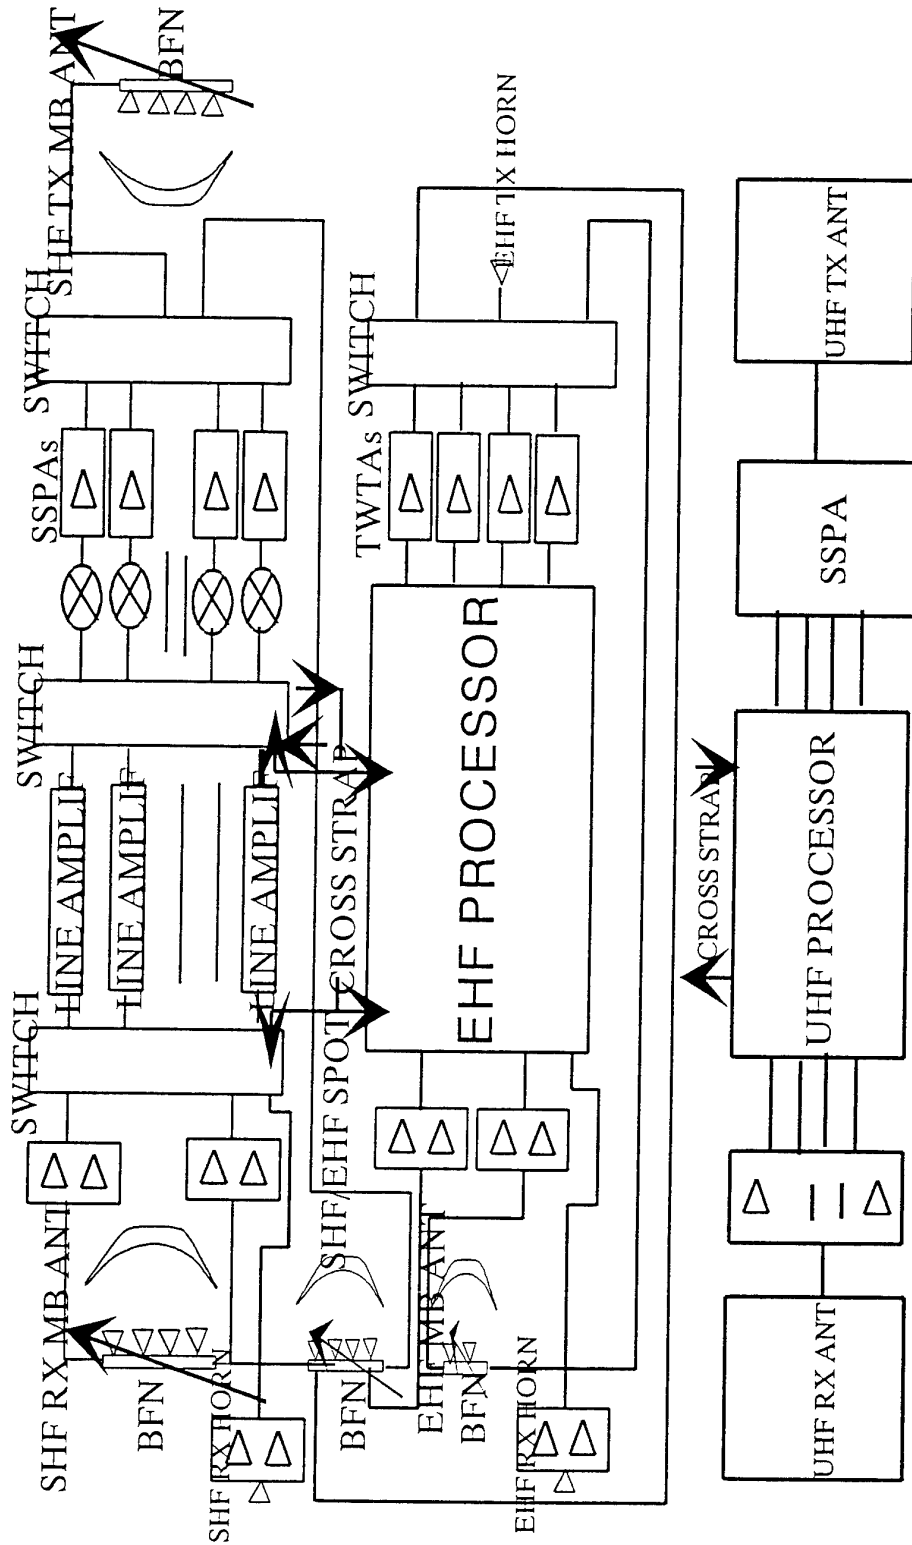 SHF RX MB ANT
BFN
SHF RX HORN
SWITCH
LINE AMPLIF
LINE AMPLIF
LINE AMPLIF
SWITCH
SSPAs
SWITCH
SHF TX MB ANT
BFN
SHF/EHF SPOT
BFN
CROSS STRAP
EHF MB ANT
BFN
EHF RX HORN
EHF PROCESSOR
TWTAs
SWITCH
EHF TX HORN
CROSS STRAP
UHF RX ANT
UHF PROCESSOR
SSPA
UHF TX ANT